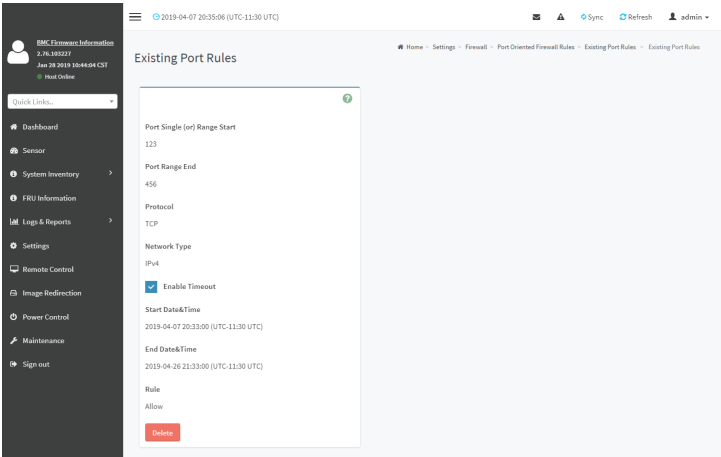 2019-04-07 20:35:06 (UTC-11:30 UTC)
Sync
Refresh
admin
BMC Firmware Information
2.76.103227
Jan 28 2019 10:44:04 CST
Host Online
Quick Links..
Dashboard
Sensor
System Inventory
FRU Information
Logs & Reports
Settings
Remote Control
Image Redirection
Power Control
Maintenance
Sign out
Existing Port Rules
Home > Settings > Firewall > Port Oriented Firewall Rules > Existing Port Rules > Existing Port Rules
?
Port Single (or) Range Start
123
Port Range End
456
Protocol
TCP
Network Type
IPv4
Enable Timeout
Start Date&Time
2019-04-07 20:33:00 (UTC-11:30 UTC)
End Date&Time
2019-04-26 21:33:00 (UTC-11:30 UTC)
Rule
Allow
Delete